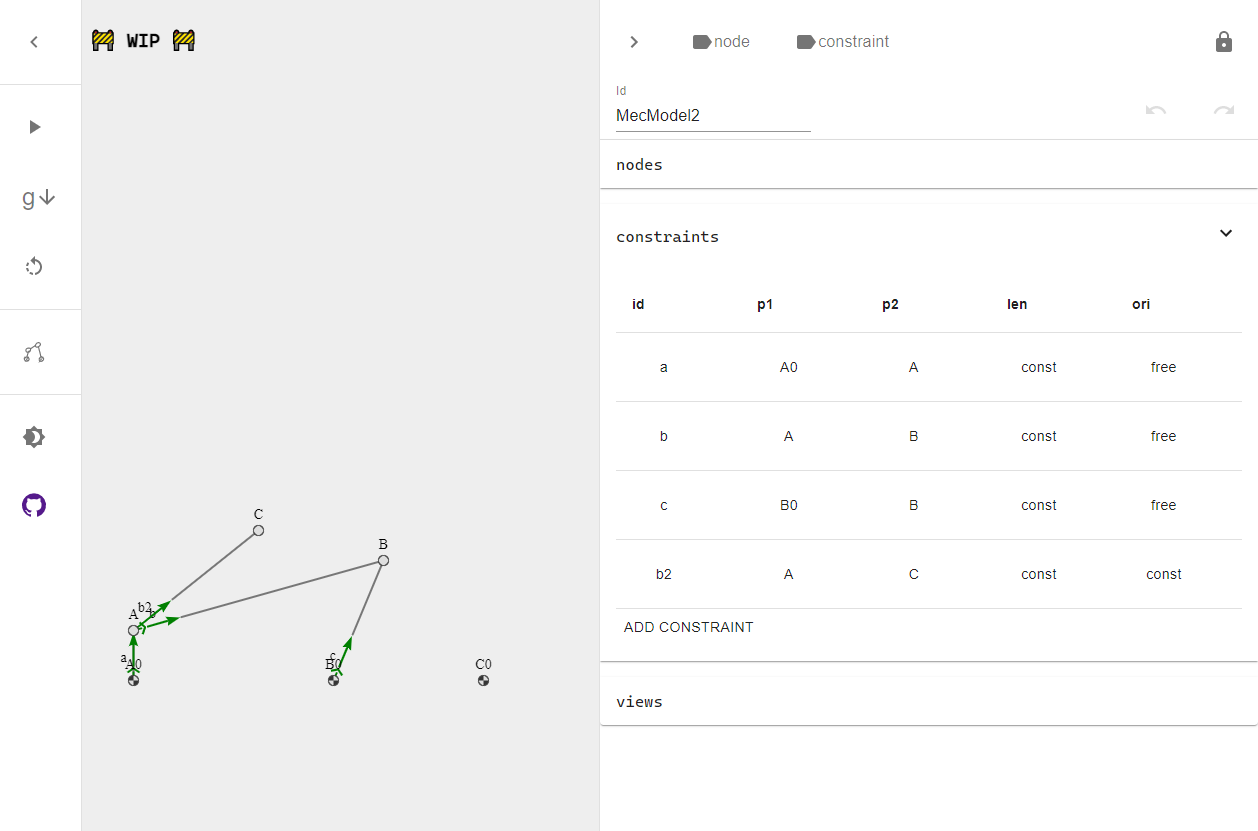 🚧 WIP 🚧
node
constraint
Id
MecModel2
g
nodes
constraints
id p1 p2 len ori
a A0 A const free
b A B const free
c B0 B const free
b2 A C const const
ADD CONSTRAINT
views
C
B
b2
A b
c
a
A0 B0 C0